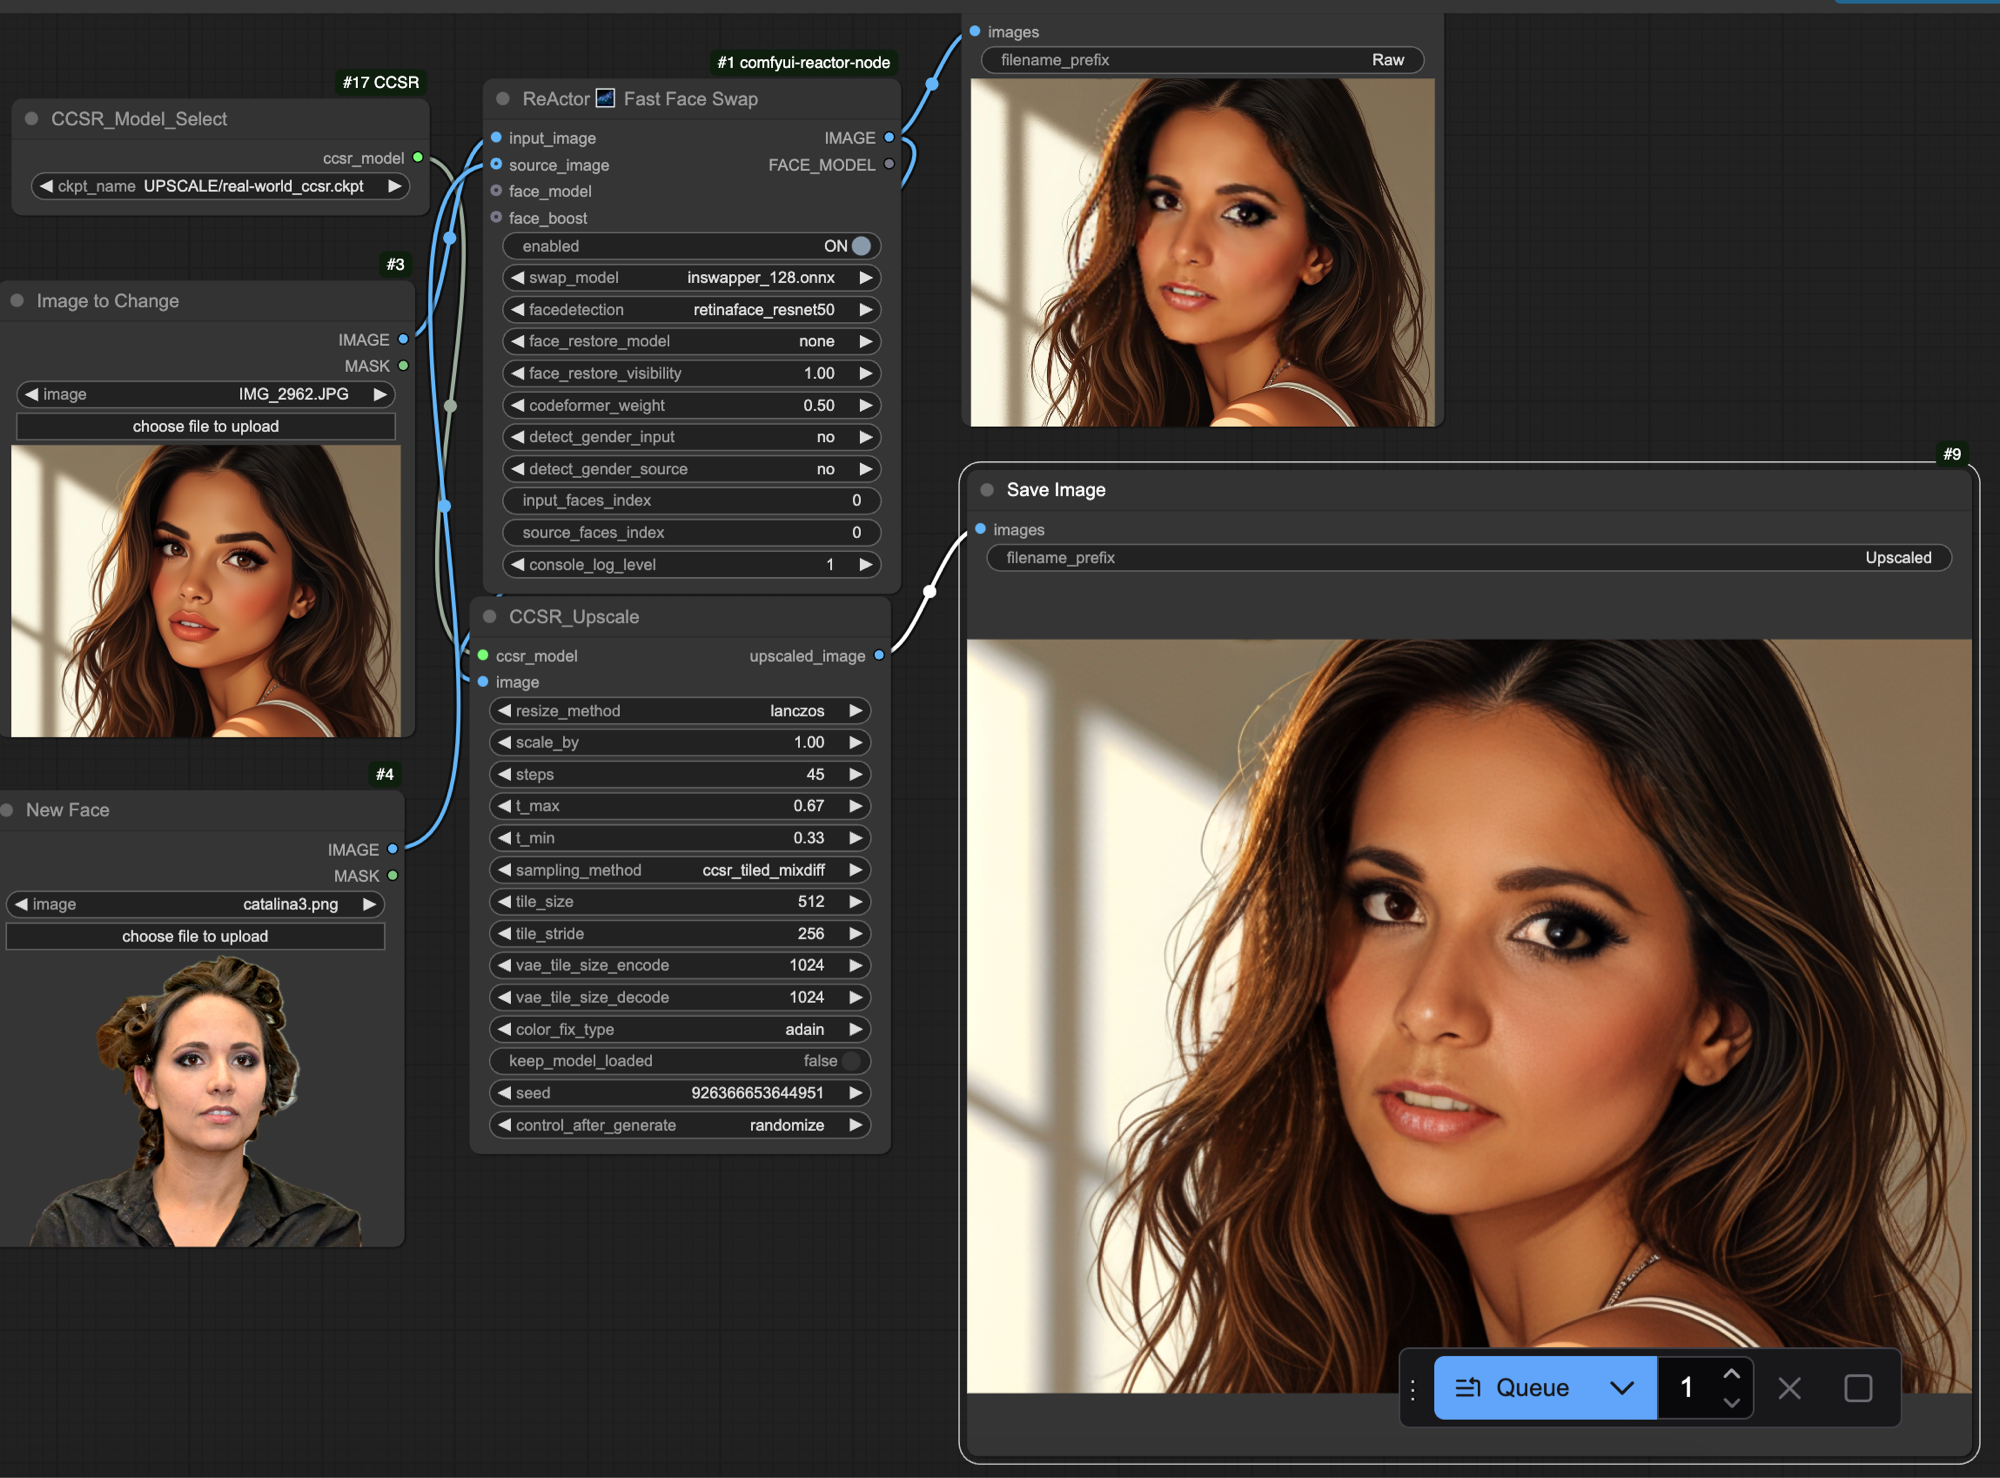 #17 CCSR
CCSR_Model_Select
ccsr_model
ckpt_name UPSCALE/real-world_ccsr.ckpt
#3
Image to Change
IMAGE
MASK
image IMG_2962.JPG
choose file to upload
#4
New Face
IMAGE
MASK
image catalina3.png
choose file to upload
#1 comfyui-reactor-node
ReActor Fast Face Swap
input_image IMAGE
source_image FACE_MODEL
face_model
face_boost
enabled ON
swap_model inswapper_128.onnx
facedetection retinaface_resnet50
face_restore_model none
face_restore_visibility 1.00
codeformer_weight 0.50
detect_gender_input no
detect_gender_source no
input_faces_index 0
source_faces_index 0
console_log_level 1
CCSR_Upscale
ccsr_model upscaled_image
image
resize_method lanczos
scale_by 1.00
steps 45
t_max 0.67
t_min 0.33
sampling_method ccsr_tiled_mixdiff
tile_size 512
tile_stride 256
vae_tile_size_encode 1024
vae_tile_size_decode 1024
color_fix_type adain
keep_model_loaded false
seed 926366653644951
control_after_generate randomize
images
filename_prefix Raw
#9
Save Image
images
filename_prefix Upscaled
Queue 1